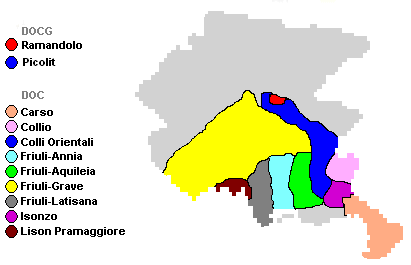 DOCG
Ramandolo
Picolit
DOC
Carso
Collio
Colli Orientali
Friuli-Annia
Friuli-Aquileia
Friuli-Grave
Friuli-Latisana
Isonzo
Lison Pramaggiore